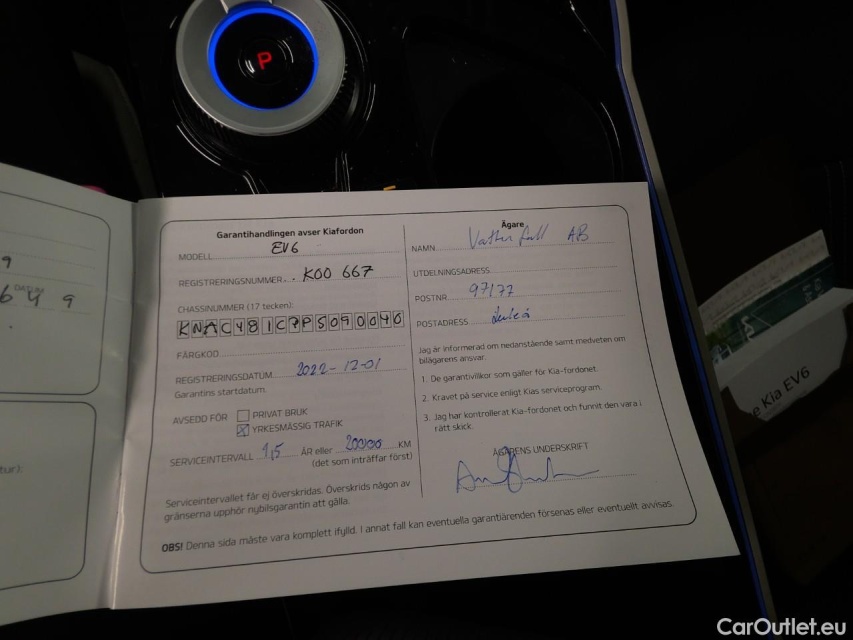 P
Garantihandlingen avser Kiafordon
MODELL EV6
REGISTRERINGSNUMMER KOO 667
CHASSINUMMER (17 tecken):
KNAC481C7P5090046
FÄRGKOD
REGISTRERINGSDATUM 2022-12-01
Garantins startdatum.
AVSEDD FÖR PRIVAT BRUK
YRKESMÄSSIG TRAFIK
SERVICEINTERVALL 1,5 ÅR eller KM
(det som inträffar först)
Serviceintervallet får ej överskridas. Överskrids någon av
gränserna upphör nybilsgarantin att gälla.
Ägare
NAMN Vattenfall AB
UTDELNINGSADRESS
POSTNR 97177
POSTADRESS Luleå
Jag är informerad om nedanstående samt medveten om
bilägarens ansvar.
1. De garantivillkor som gäller för Kia-fordonet.
2. Kravet på service enligt Kias serviceprogram.
3. Jag har kontrollerat Kia-fordonet och funnit den vara i
rätt skick.
ÄGARENS UNDERSKRIFT
OBS! Denna sida måste vara komplett ifylld. I annat fall kan eventuella garantiärenden försenas eller eventuellt avvisas.
9
DATUM
649
tur):
e Kia EV6
CarOutlet.eu